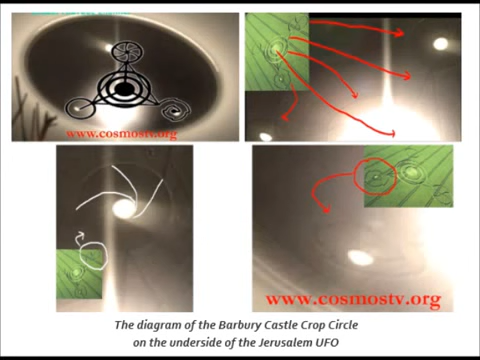 www.cosmostv.org
www.cosmostv.org
The diagram of the Barbury Castle Crop Circle
on the underside of the Jerusalem UFO